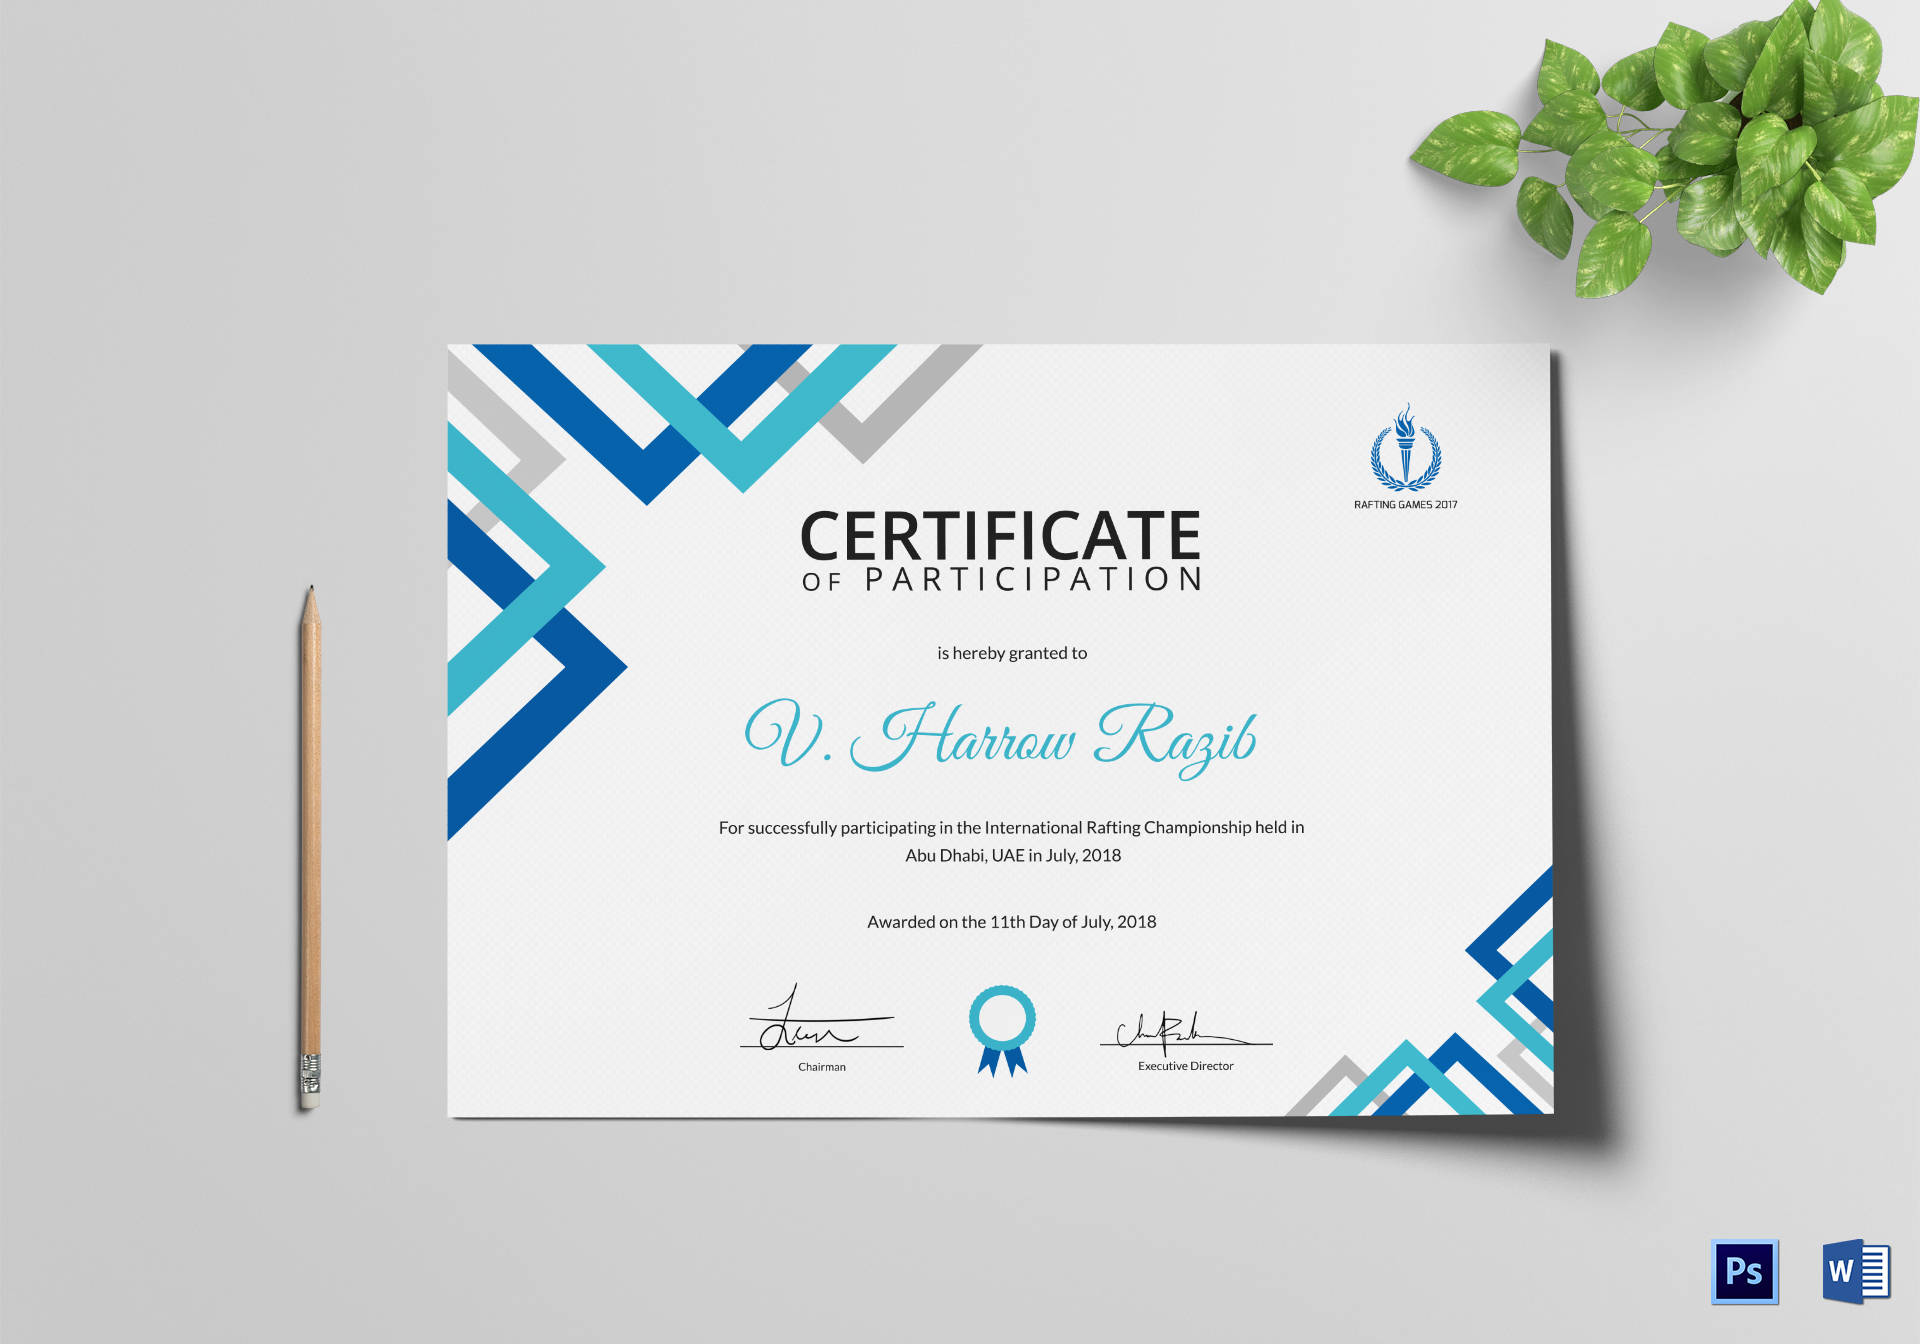 RAFTING GAMES 2017
CERTIFICATE
OF PARTICIPATION
is hereby granted to
V. Harrow Razib
For successfully participating in the International Rafting Championship held in
Abu Dhabi, UAE in July, 2018
Awarded on the 11th Day of July, 2018
Chairman
Executive Director
Ps
W